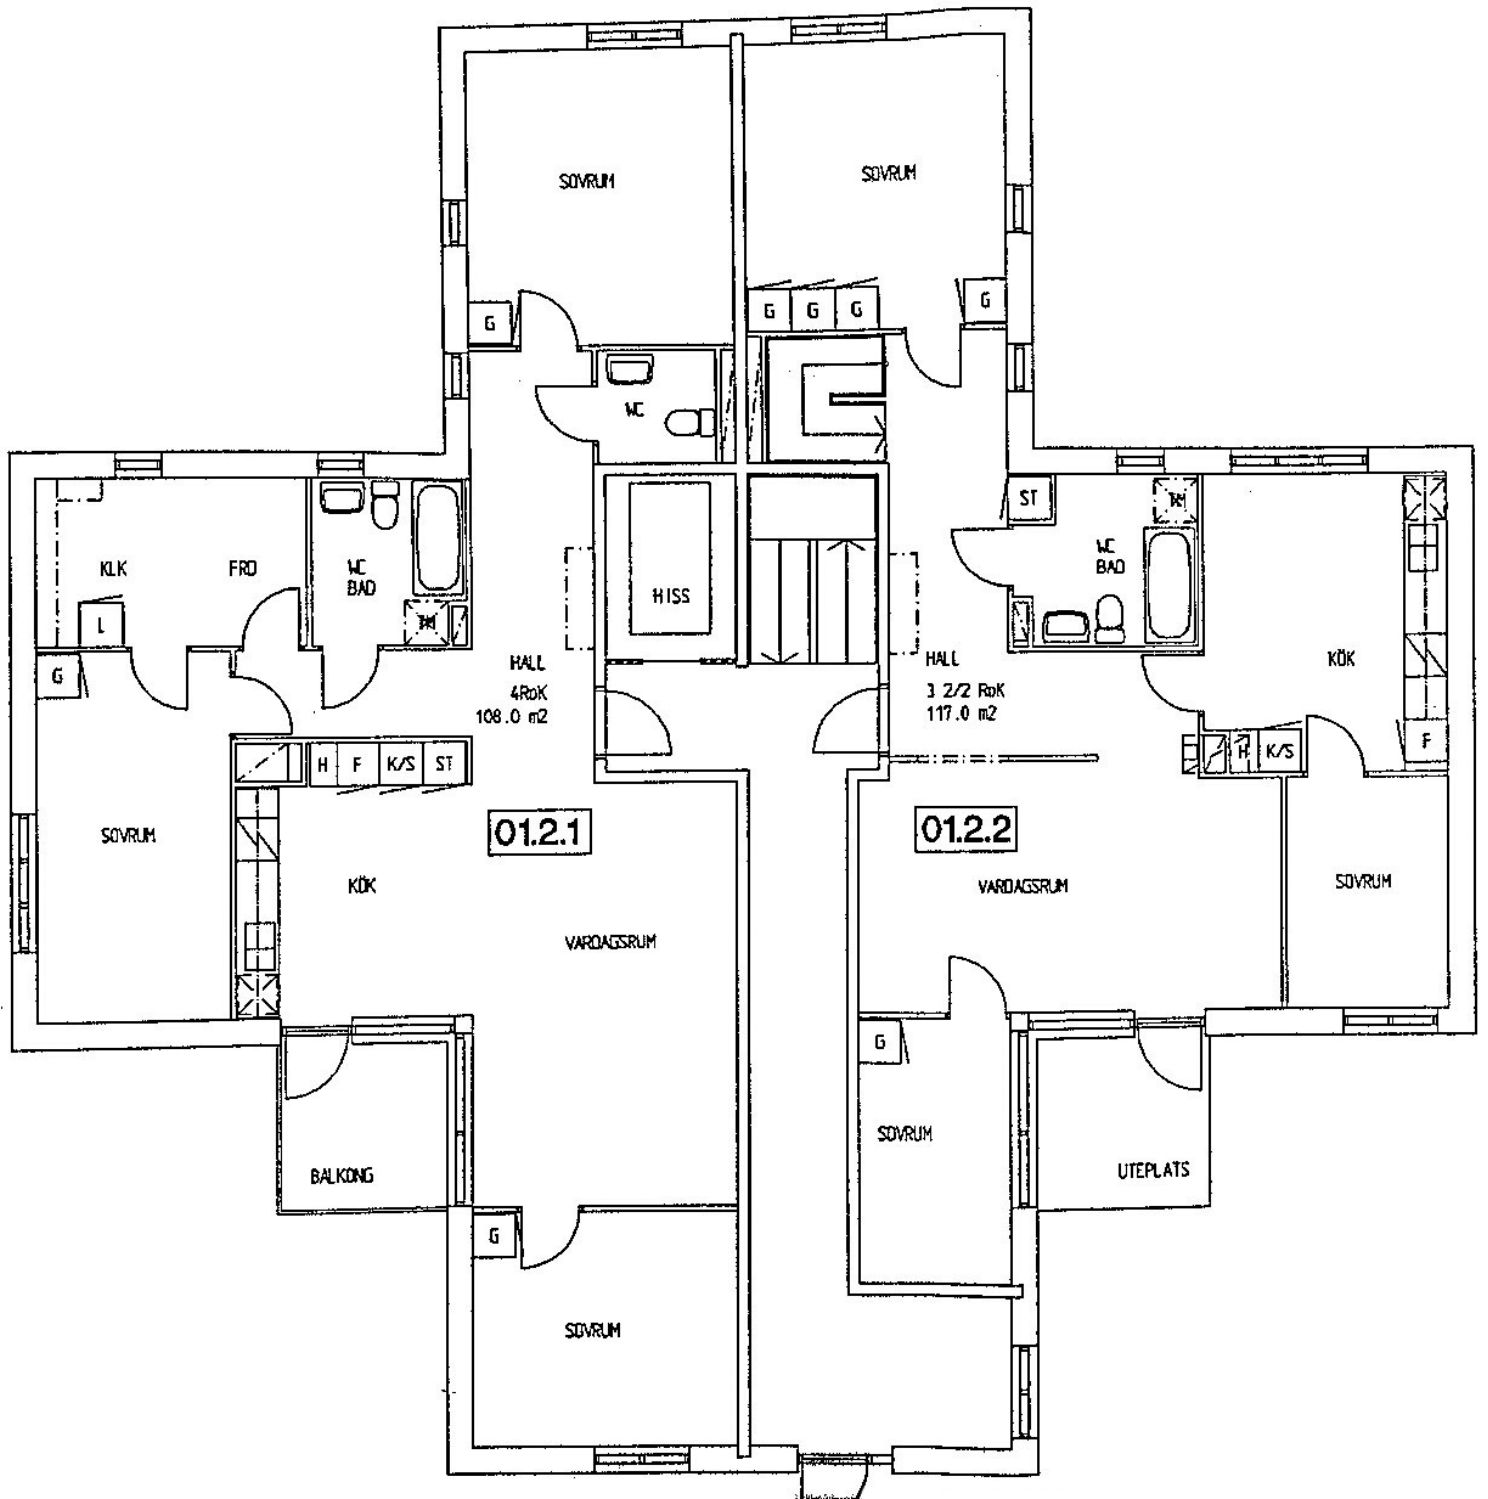 SOVRUM
SOVRUM
G
G
G
G
G
WC
KLK
FRD
WC
BAD
L
TM
G
HISS
ST
TM
WC
BAD
HALL
4RoK
108.0 m2
HALL
3 2/2 RoK
117.0 m2
KÖK
H
F
K/S
ST
H
K/S
F
SOVRUM
01.2.1
01.2.2
KÖK
VARDAGSRUM
VARDAGSRUM
SOVRUM
G
SOVRUM
BALKONG
UTEPLATS
G
SOVRUM